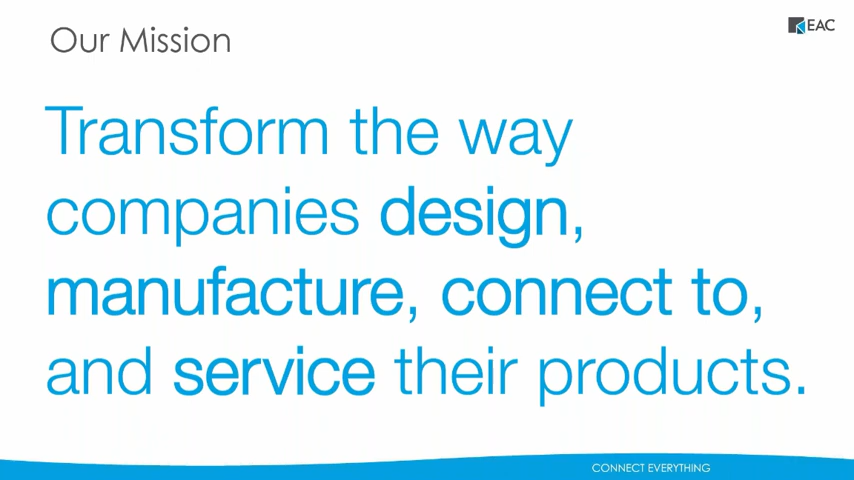 Our Mission
EAC
Transform the way
companies design,
manufacture, connect to,
and service their products.
CONNECT EVERYTHING